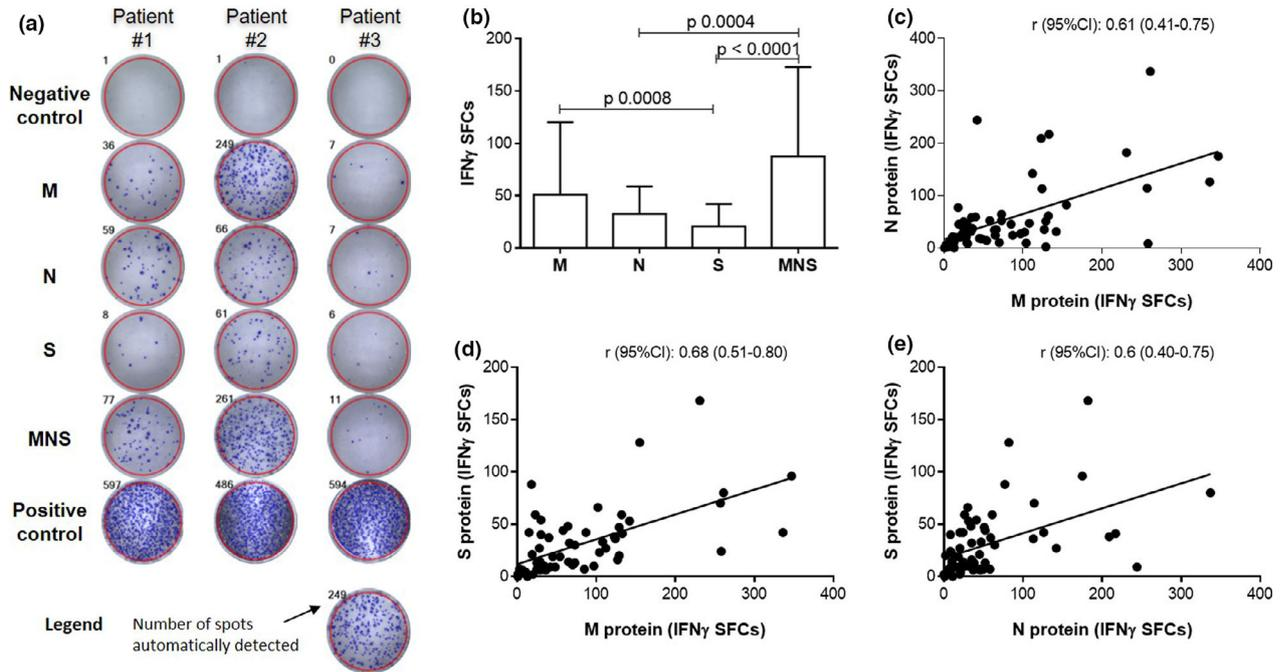 (a)
Patient #1
Patient #2
Patient #3
Negative control
1
1
0
M
36
249
7
N
59
66
7
S
8
61
6
MNS
77
261
11
Positive control
597
486
594
Legend
Number of spots
automatically detected
249
(b)
p 0.0004
p < 0.0001
p 0.0008
IFNγ SFCs
200
150
100
50
0
M N S MNS
(c)
r (95%CI): 0.61 (0.41-0.75)
N protein (IFNγ SFCs)
400
300
200
100
0
0 100 200 300 400
M protein (IFNγ SFCs)
(d)
r (95%CI): 0.68 (0.51-0.80)
S protein (IFNγ SFCs)
200
150
100
50
0
0 100 200 300 400
M protein (IFNγ SFCs)
(e)
r (95%CI): 0.6 (0.40-0.75)
S protein (IFNγ SFCs)
200
150
100
50
0
0 100 200 300 400
N protein (IFNγ SFCs)